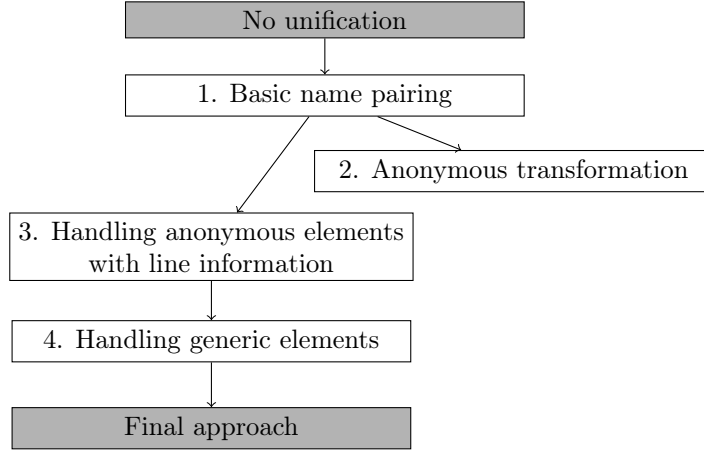 No unification
1. Basic name pairing
2. Anonymous transformation
3. Handling anonymous elements
with line information
4. Handling generic elements
Final approach